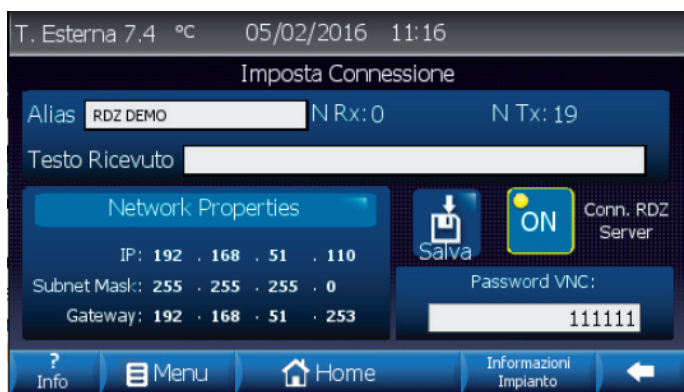 T. Esterna 7.4 °C 05/02/2016 11:16
Imposta Connessione
Alias RDZ DEMO N Rx: 0 N Tx: 19
Testo Ricevuto
Network Properties
IP: 192 . 168 . 51 . 110
Subnet Mask: 255 . 255 . 255 . 0
Gateway: 192 . 168 . 51 . 253
Salva
ON
Conn. RDZ
Server
Password VNC:
111111
?
Info
Menu
Home
Informazioni
Impianto